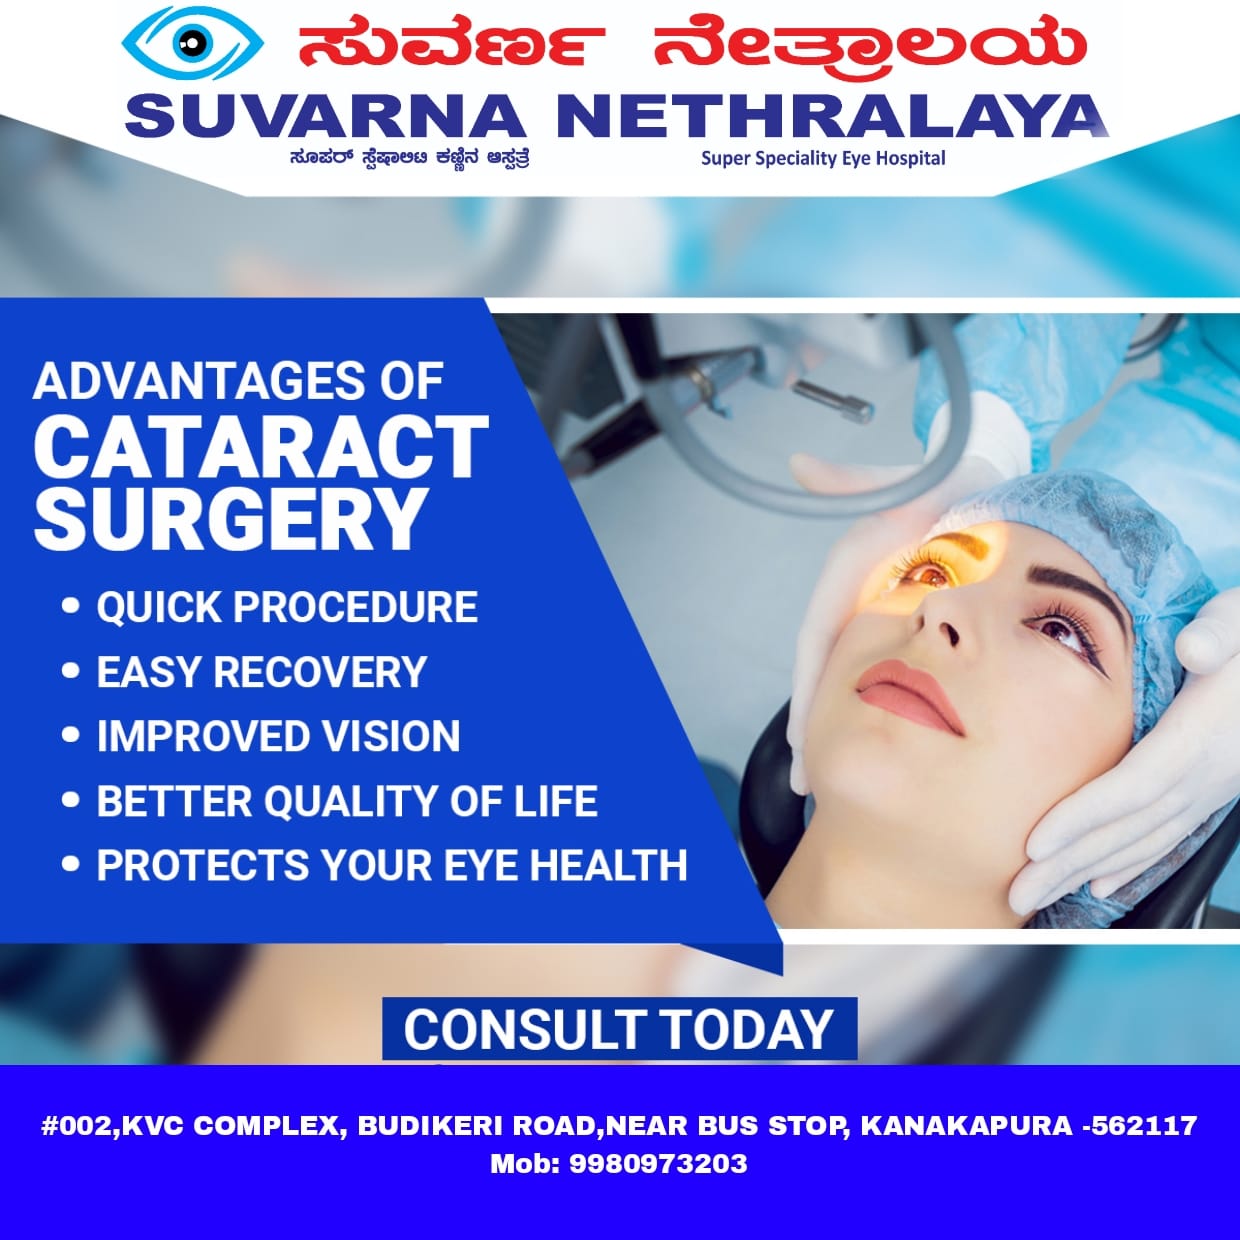 ಸುವರ್ಣ ನೇತ್ರಾಲಯ
SUVARNA NETHRALAYA
ಸೂಪರ್ ಸ್ಪೆಷಾಲಿಟಿ ಕಣ್ಣಿನ ಆಸ್ಪತ್ರೆ
Super Speciality Eye Hospital
ADVANTAGES OF
CATARACT
SURGERY
• QUICK PROCEDURE
• EASY RECOVERY
• IMPROVED VISION
• BETTER QUALITY OF LIFE
• PROTECTS YOUR EYE HEALTH
CONSULT TODAY
#002,KVC COMPLEX, BUDIKERI ROAD,NEAR BUS STOP, KANAKAPURA -562117
Mob: 9980973203